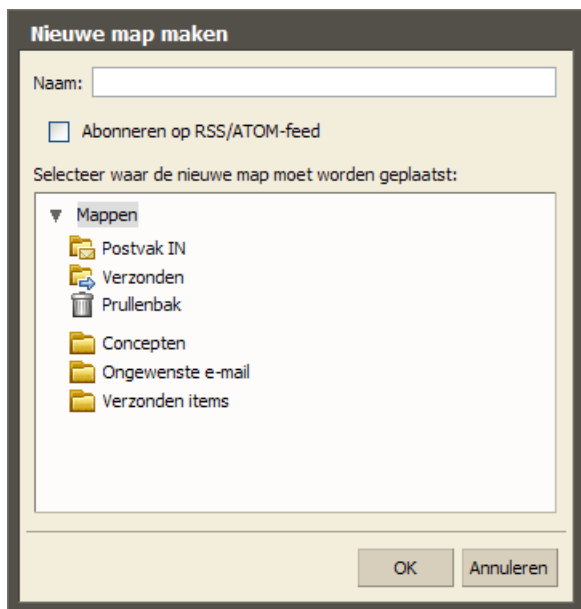 Nieuwe map maken
Naam:
Abonneren op RSS/ATOM-feed
Selecteer waar de nieuwe map moet worden geplaatst:
Mappen
Postvak IN
Verzonden
Prullenbak
Concepten
Ongewenste e-mail
Verzonden items
OK Annuleren